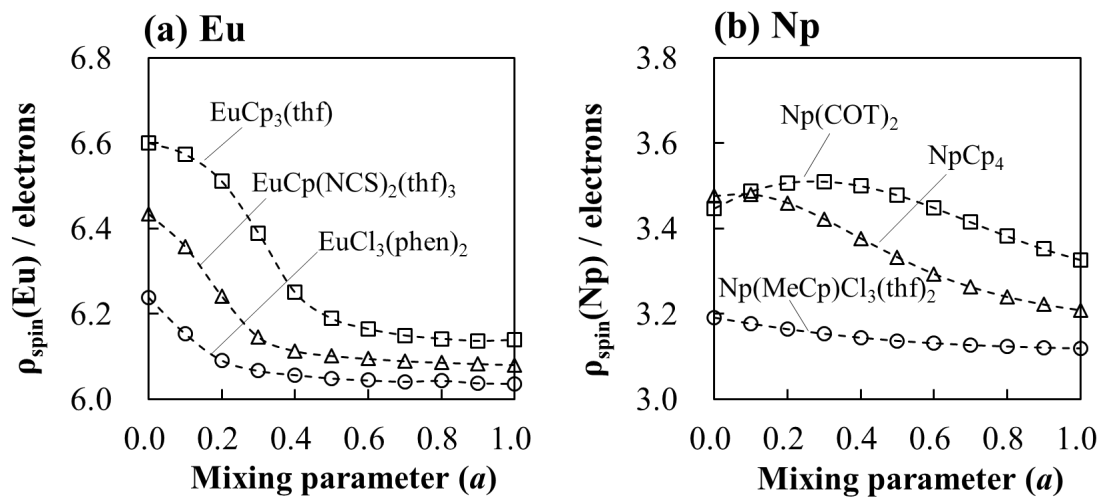 (a) Eu
ρspin(Eu) / electrons
6.8
6.6
6.4
6.2
6.0
EuCp3(thf)
EuCp(NCS)2(thf)3
EuCl3(phen)2
0.0 0.2 0.4 0.6 0.8 1.0
Mixing parameter (a)
(b) Np
ρspin(Np) / electrons
3.8
3.6
3.4
3.2
3.0
Np(COT)2
NpCp4
Np(MeCp)Cl3(thf)2
0.0 0.2 0.4 0.6 0.8 1.0
Mixing parameter (a)